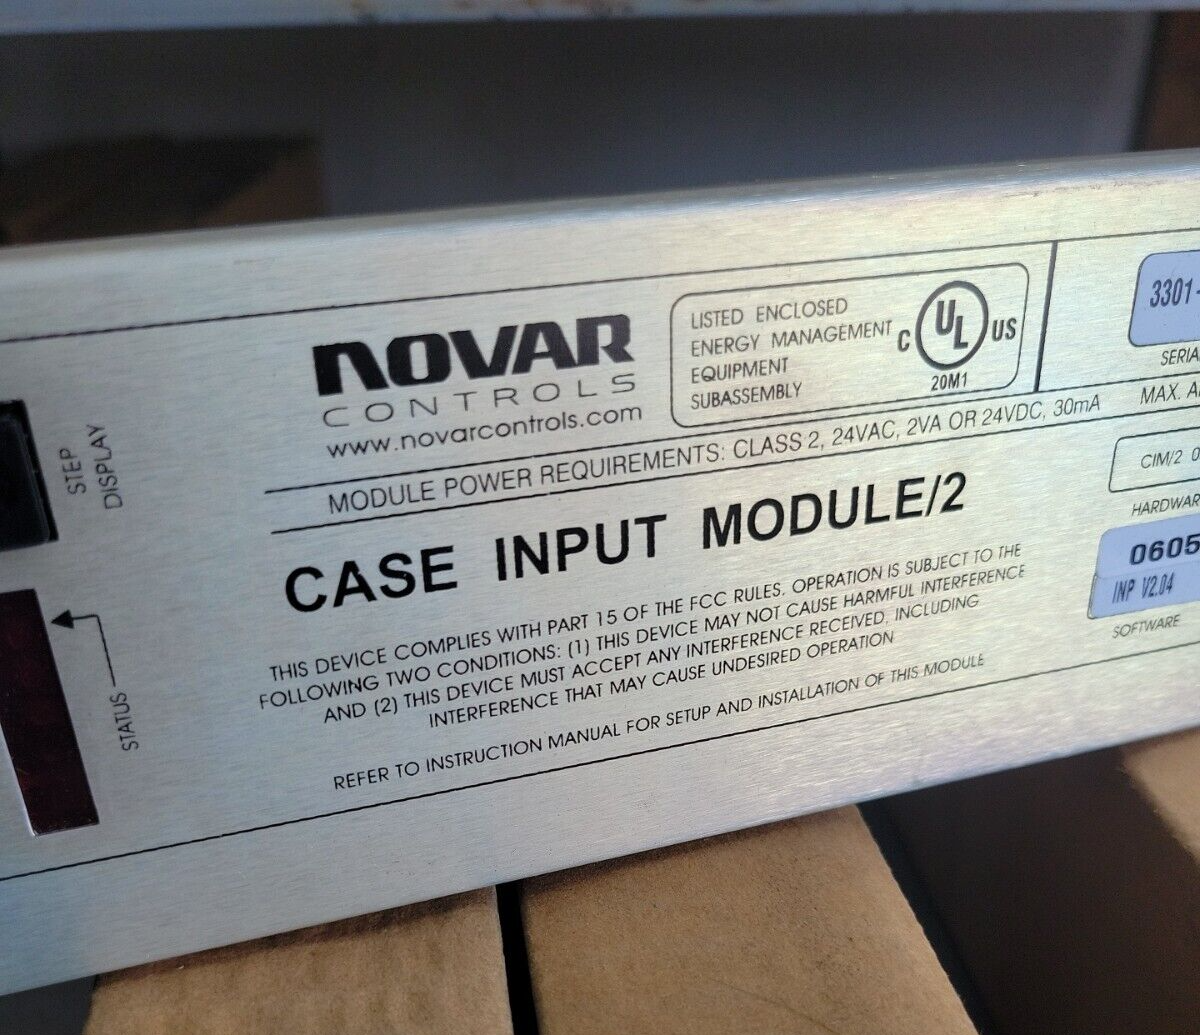 NOVAR
CONTROLS
www.novarcontrols.com
LISTED ENCLOSED
ENERGY MANAGEMENT
EQUIPMENT
SUBASSEMBLY
C UL US
20M1
3301-
SERIA
MODULE POWER REQUIREMENTS: CLASS 2, 24VAC, 2VA OR 24VDC, 30mA
MAX. A
STEP
DISPLAY
CASE INPUT MODULE/2
CIM/2 0
HARDWAR
0605
INP V2.04
SOFTWARE
THIS DEVICE COMPLIES WITH PART 15 OF THE FCC RULES. OPERATION IS SUBJECT TO THE
FOLLOWING TWO CONDITIONS: (1) THIS DEVICE MAY NOT CAUSE HARMFUL INTERFERENCE
AND (2) THIS DEVICE MUST ACCEPT ANY INTERFERENCE RECEIVED, INCLUDING
INTERFERENCE THAT MAY CAUSE UNDESIRED OPERATION
STATUS
REFER TO INSTRUCTION MANUAL FOR SETUP AND INSTALLATION OF THIS MODULE